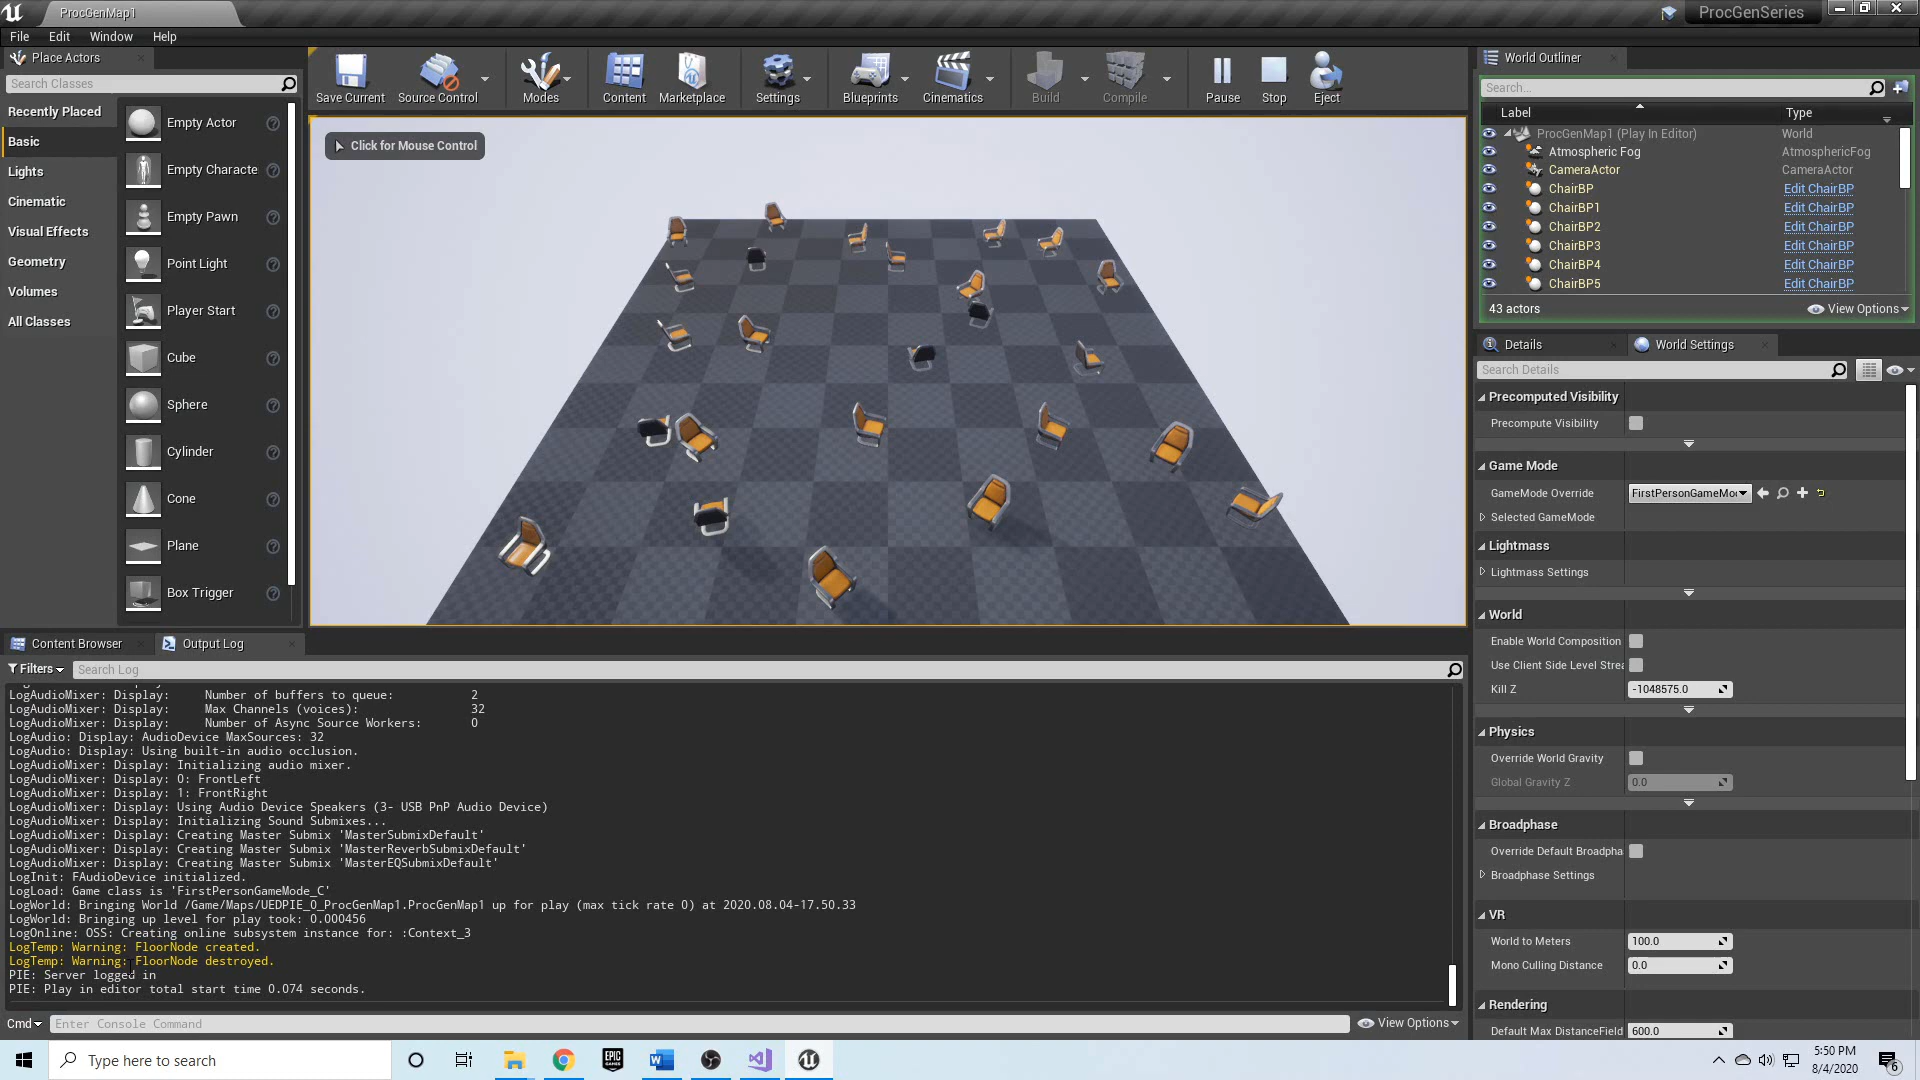 ProcGenMap1
ProcGenSeries
File Edit Window Help
Place Actors
Search Classes
Recently Placed
Basic
Lights
Cinematic
Visual Effects
Geometry
Volumes
All Classes
Empty Actor
Empty Characte
Empty Pawn
Point Light
Player Start
Cube
Sphere
Cylinder
Cone
Plane
Box Trigger
Save Current
Source Control
Modes
Content
Marketplace
Settings
Blueprints
Cinematics
Build
Compile
Pause
Stop
Eject
Click for Mouse Control
World Outliner
Search...
Label Type
ProcGenMap1 (Play In Editor) World
Atmospheric Fog AtmosphericFog
CameraActor CameraActor
ChairBP Edit ChairBP
ChairBP1 Edit ChairBP
ChairBP2 Edit ChairBP
ChairBP3 Edit ChairBP
ChairBP4 Edit ChairBP
ChairBP5 Edit ChairBP
43 actors View Options
Details World Settings
Search Details
Precomputed Visibility
Precompute Visibility
Game Mode
GameMode Override FirstPersonGameMo
Selected GameMode
Lightmass
Lightmass Settings
World
Enable World Composition
Use Client Side Level Strea
Kill Z -1048575.0
Physics
Override World Gravity
Global Gravity Z 0.0
Broadphase
Override Default Broadpha
Broadphase Settings
VR
World to Meters 100.0
Mono Culling Distance 0.0
Rendering
Default Max DistanceField 600.0
Content Browser Output Log
Filters Search Log
LogAudioMixer: Display: Number of buffers to queue: 2
LogAudioMixer: Display: Max Channels (voices): 32
LogAudioMixer: Display: Number of Async Source Workers: 0
LogAudio: Display: AudioDevice MaxSources: 32
LogAudio: Display: Using built-in audio occlusion.
LogAudioMixer: Display: Initializing audio mixer.
LogAudioMixer: Display: 0: FrontLeft
LogAudioMixer: Display: 1: FrontRight
LogAudioMixer: Display: Using Audio Device Speakers (3- USB PnP Audio Device)
LogAudioMixer: Display: Initializing Sound Submixes...
LogAudioMixer: Display: Creating Master Submix 'MasterSubmixDefault'
LogAudioMixer: Display: Creating Master Submix 'MasterReverbSubmixDefault'
LogAudioMixer: Display: Creating Master Submix 'MasterEQSubmixDefault'
LogInit: FAudioDevice initialized.
LogLoad: Game class is 'FirstPersonGameMode_C'
LogWorld: Bringing World /Game/Maps/UEDPIE_0_ProcGenMap1.ProcGenMap1 up for play (max tick rate 0) at 2020.08.04-17.50.33
LogWorld: Bringing up level for play took: 0.000456
LogOnline: OSS: Creating online subsystem instance for: :Context_3
LogTemp: Warning: FloorNode created.
LogTemp: Warning: FloorNode destroyed.
PIE: Server logged in
PIE: Play in editor total start time 0.074 seconds.
Cmd Enter Console Command View Options
Type here to search
EPIC GAMES
5:50 PM
8/4/2020
6